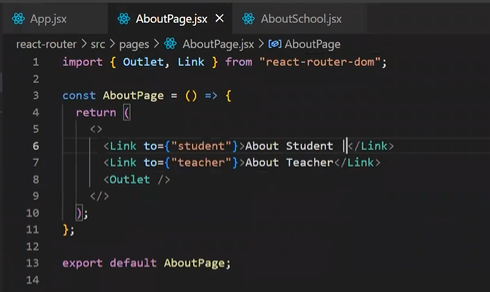 App.jsx AboutPage.jsx × AboutSchool.jsx
react-router > src > pages > AboutPage.jsx > AboutPage
1 import { Outlet, Link } from "react-router-dom";
2
3 const AboutPage = () => {
4 return (
5 <>
6 <Link to={"student"}>About Student |</Link>
7 <Link to={"teacher"}>About Teacher</Link>
8 <Outlet />
9 </>
10 );
11 };
12
13 export default AboutPage;
14